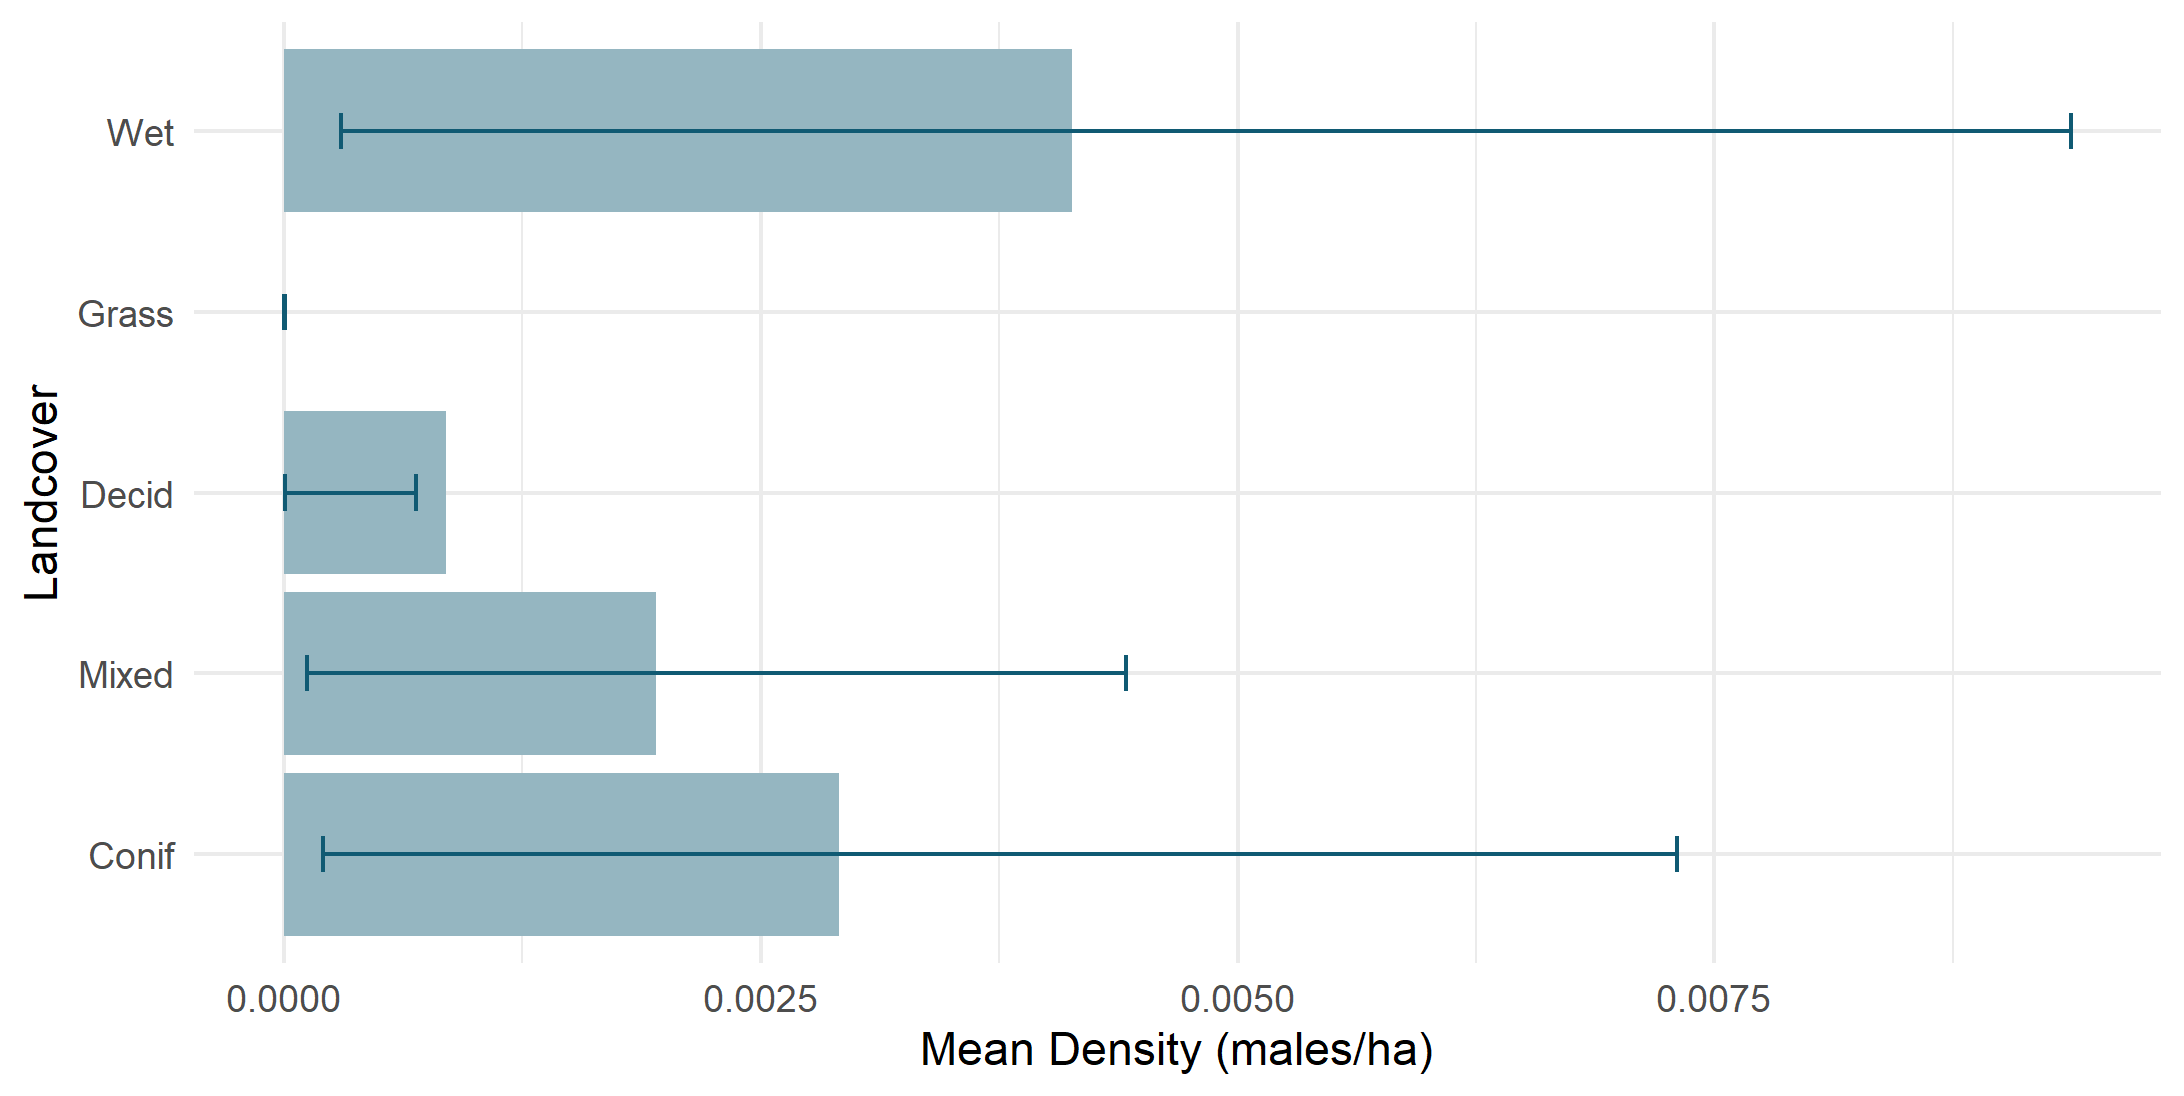 Wet
Grass
Decid
Mixed
Conif
Landcover
0.0000 0.0025 0.0050 0.0075
Mean Density (males/ha)